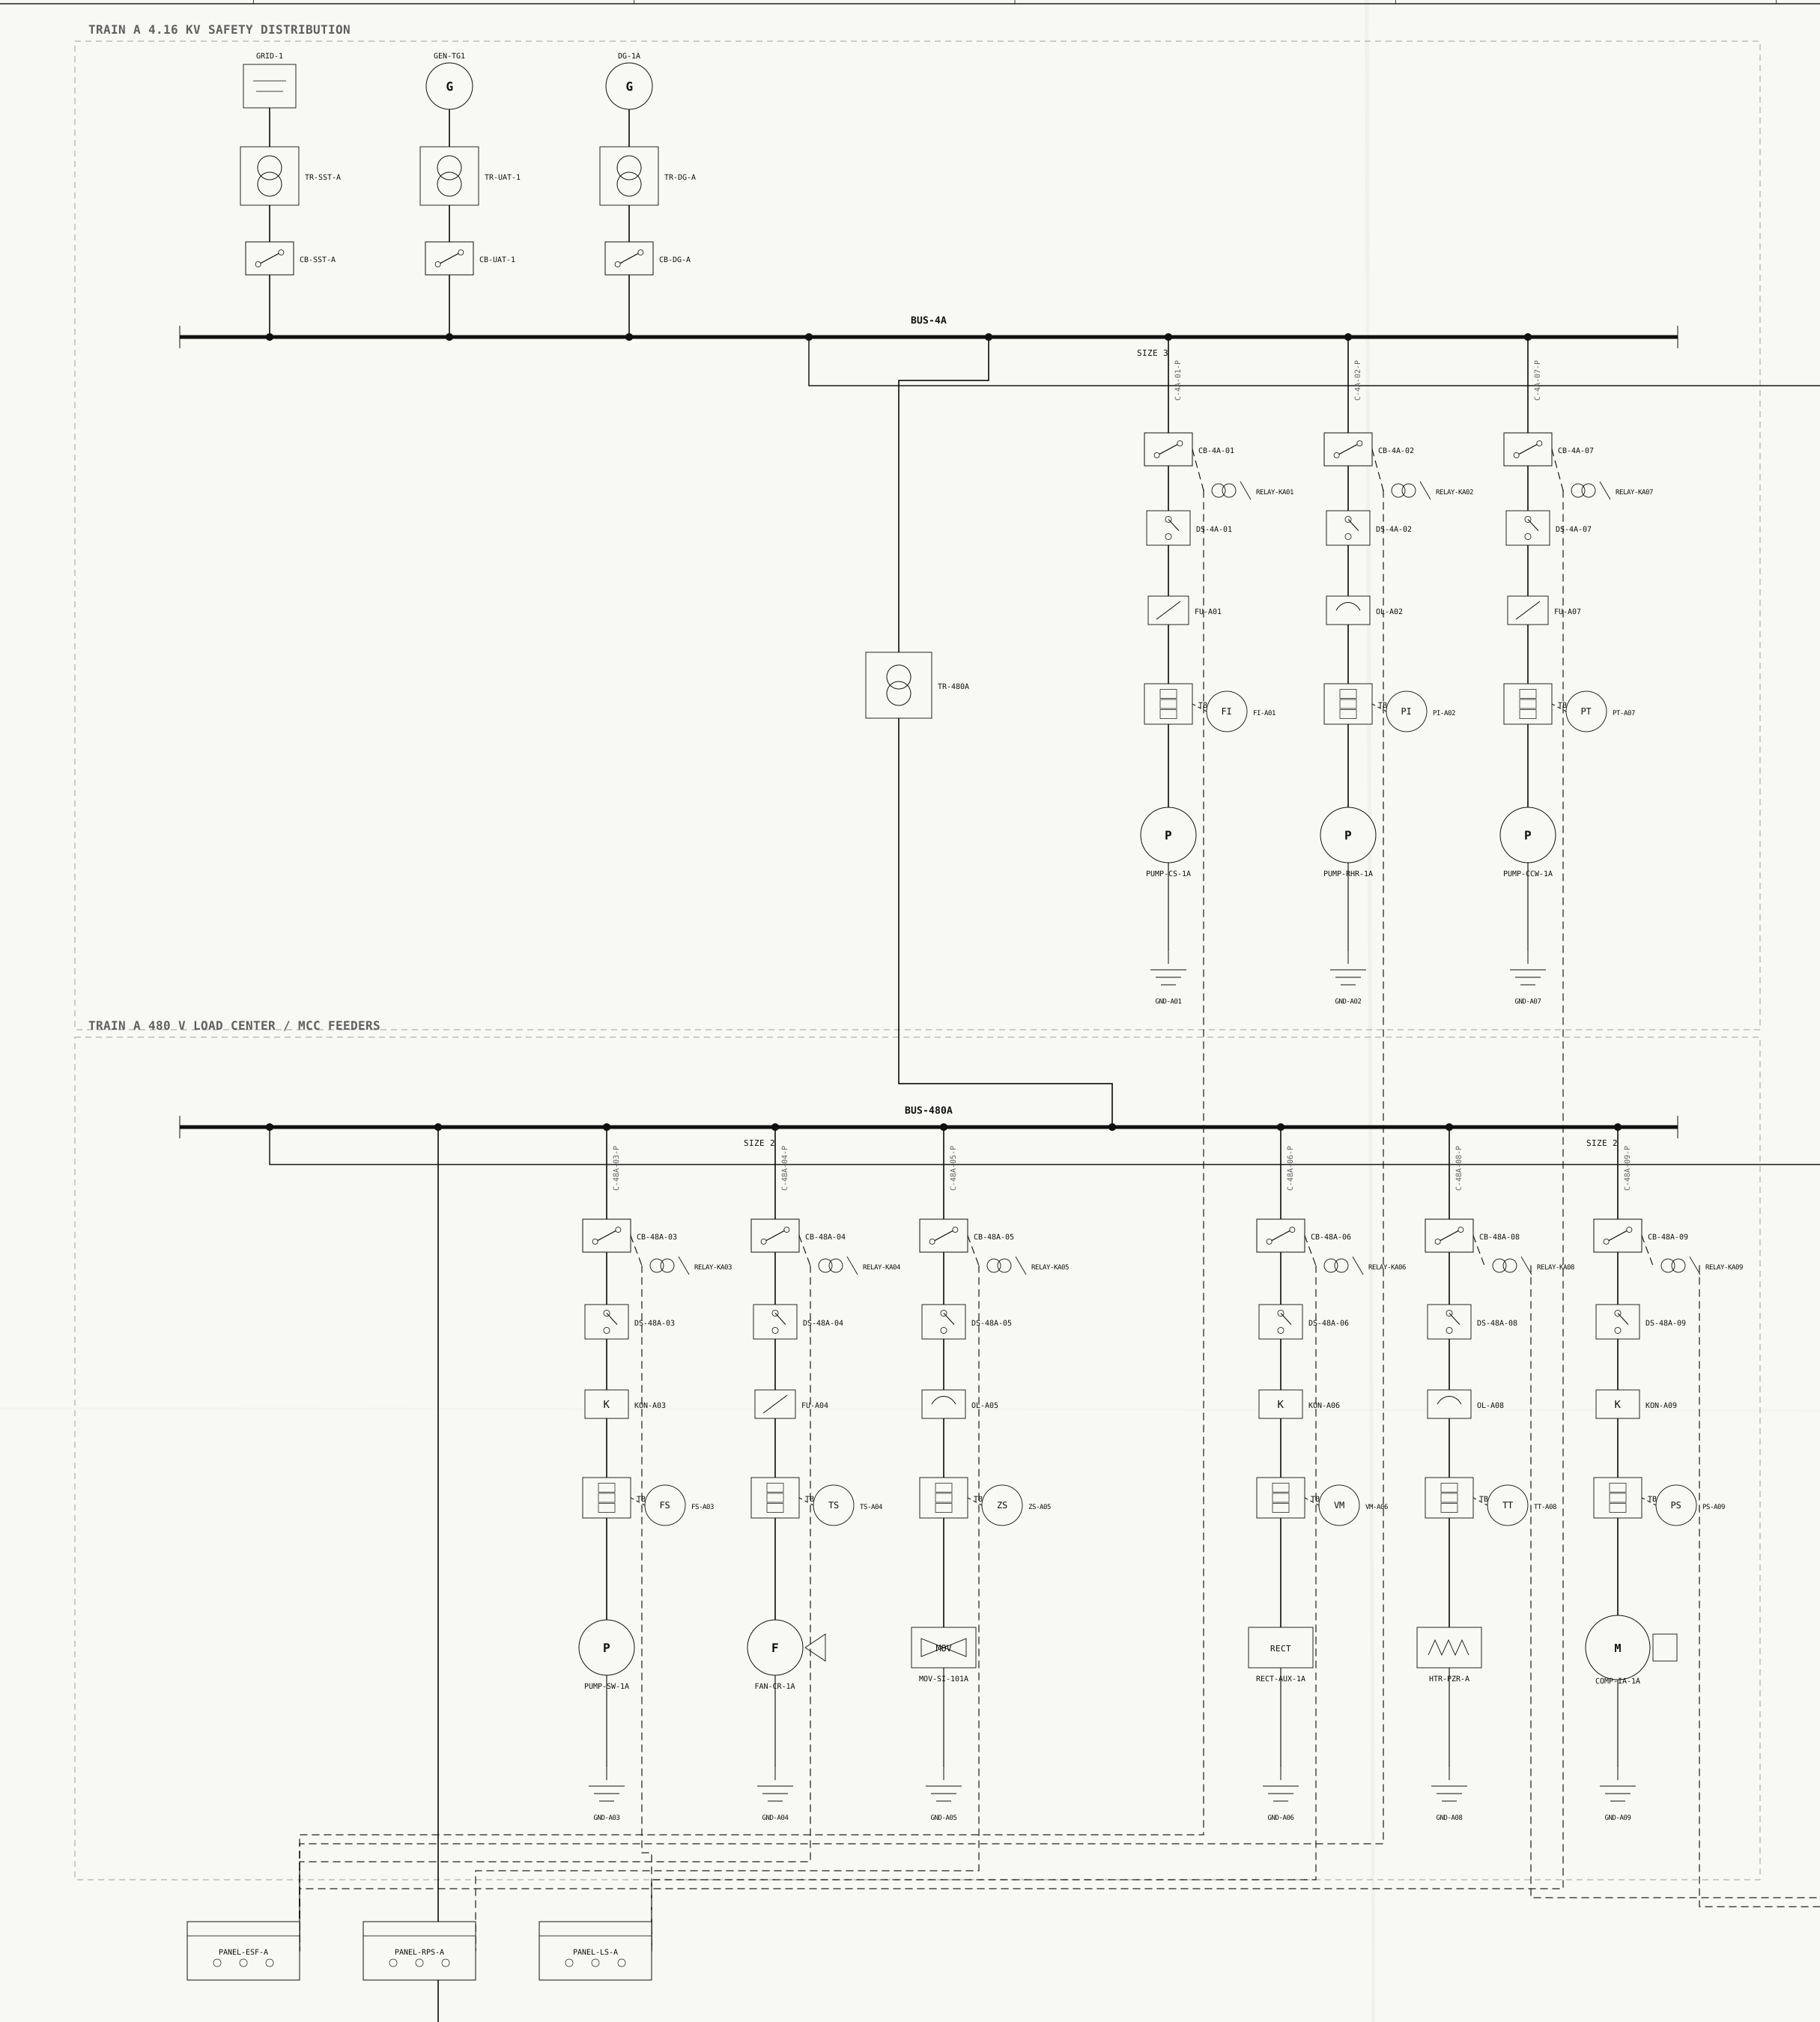 TRAIN A 4.16 KV SAFETY DISTRIBUTION
GRID-1
GEN-TG1
DG-1A
G
G
TR-SST-A
TR-UAT-1
TR-DG-A
CB-SST-A
CB-UAT-1
CB-DG-A
BUS-4A
SIZE 3
C-4A-01-P
C-4A-02-P
C-4A-07-P
CB-4A-01
CB-4A-02
CB-4A-07
RELAY-KA01
RELAY-KA02
RELAY-KA07
DS-4A-01
DS-4A-02
DS-4A-07
FU-A01
OL-A02
FU-A07
TR-480A
FI
FI-A01
PI
PI-A02
PT
PT-A07
P
P
P
PUMP-CS-1A
PUMP-RHR-1A
PUMP-CCW-1A
GND-A01
GND-A02
GND-A07
TRAIN A 480 V LOAD CENTER / MCC FEEDERS
BUS-480A
SIZE 2
SIZE 2
C-48A-03-P
C-48A-04-P
C-48A-05-P
C-48A-06-P
C-48A-08-P
C-48A-09-P
CB-48A-03
CB-48A-04
CB-48A-05
CB-48A-06
CB-48A-08
CB-48A-09
RELAY-KA03
RELAY-KA04
RELAY-KA05
RELAY-KA06
RELAY-KA08
RELAY-KA09
DS-48A-03
DS-48A-04
DS-48A-05
DS-48A-06
DS-48A-08
DS-48A-09
K
KON-A03
FU-A04
OL-A05
K
KON-A06
OL-A08
K
KON-A09
FS
FS-A03
TS
TS-A04
ZS
ZS-A05
VM
VM-A06
TT
TT-A08
PS
PS-A09
P
F
MOV
RECT
M
PUMP-SW-1A
FAN-CR-1A
MOV-SI-101A
RECT-AUX-1A
HTR-PZR-A
COMP-IA-1A
GND-A03
GND-A04
GND-A05
GND-A06
GND-A08
GND-A09
PANEL-ESF-A
PANEL-RPS-A
PANEL-LS-A